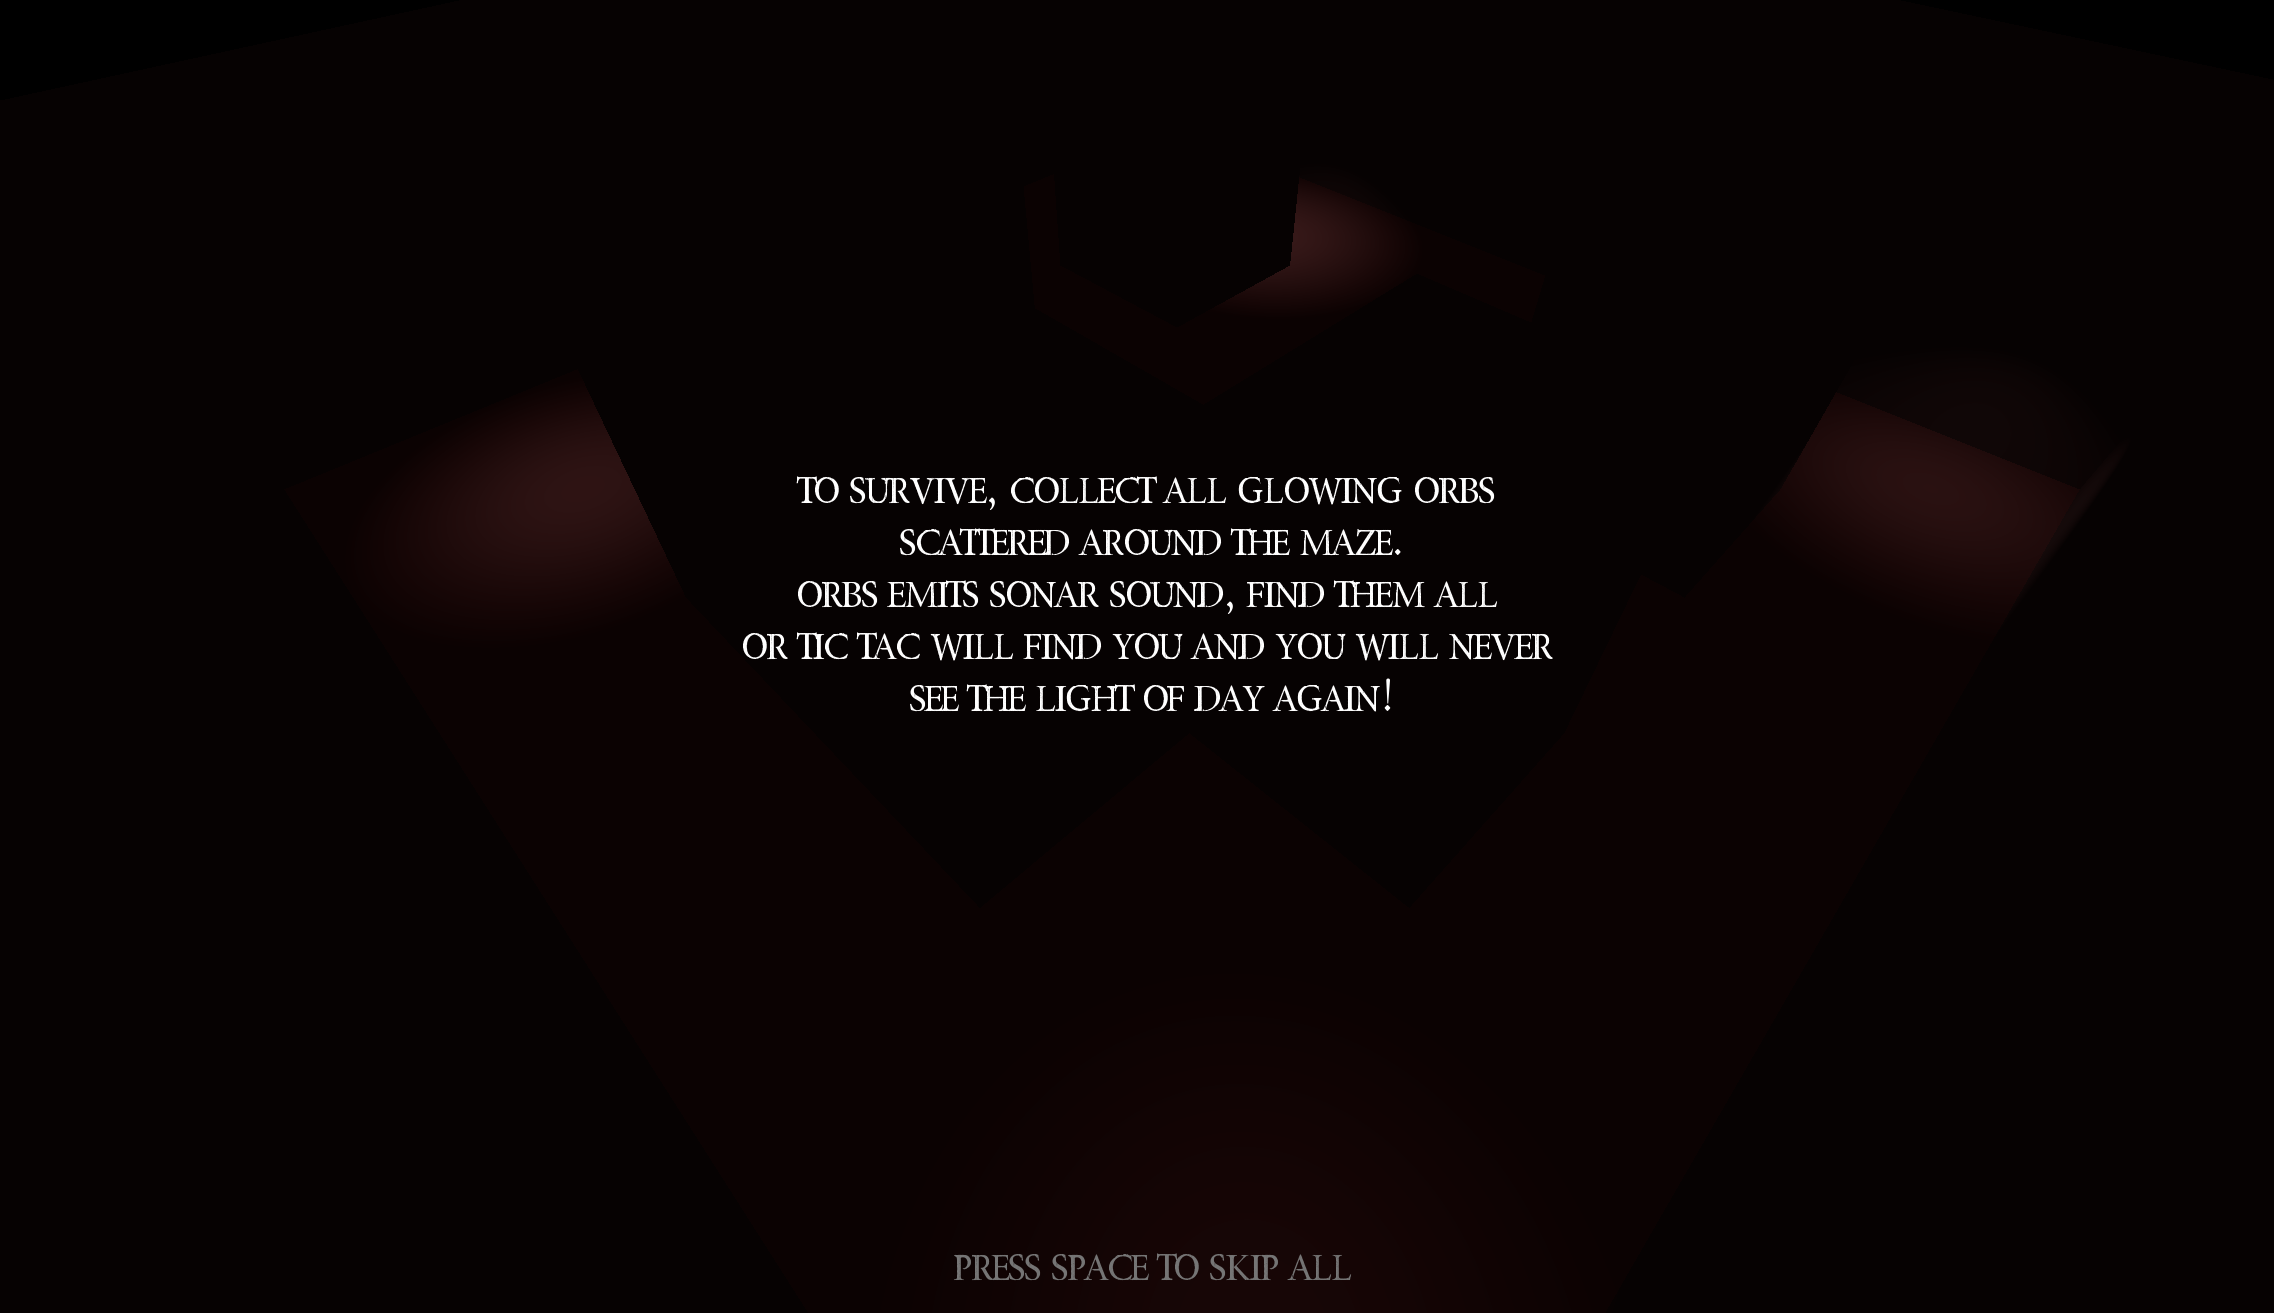 TO SURVIVE, COLLECT ALL GLOWING ORBS
SCATTERED AROUND THE MAZE.
ORBS EMITS SONAR SOUND, FIND THEM ALL
OR TIC TAC WILL FIND YOU AND YOU WILL NEVER
SEE THE LIGHT OF DAY AGAIN!
PRESS SPACE TO SKIP ALL